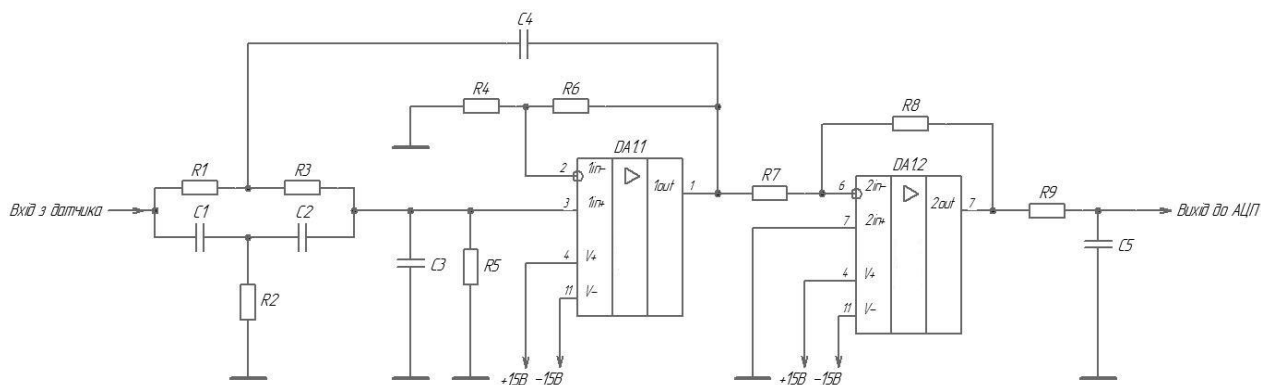 C4
R4
R6
R8
DA1.1
DA1.2
R1
R3
2
1in-
1out
1
R7
6
2in-
2out
7
R9
Вхід з датчика
C1
C2
3
1in+
7
2in+
Вихід до АЦП
C3
R5
4
V+
C5
R2
11
V-
4
V+
11
V-
+15В
-15В
+15В
-15В